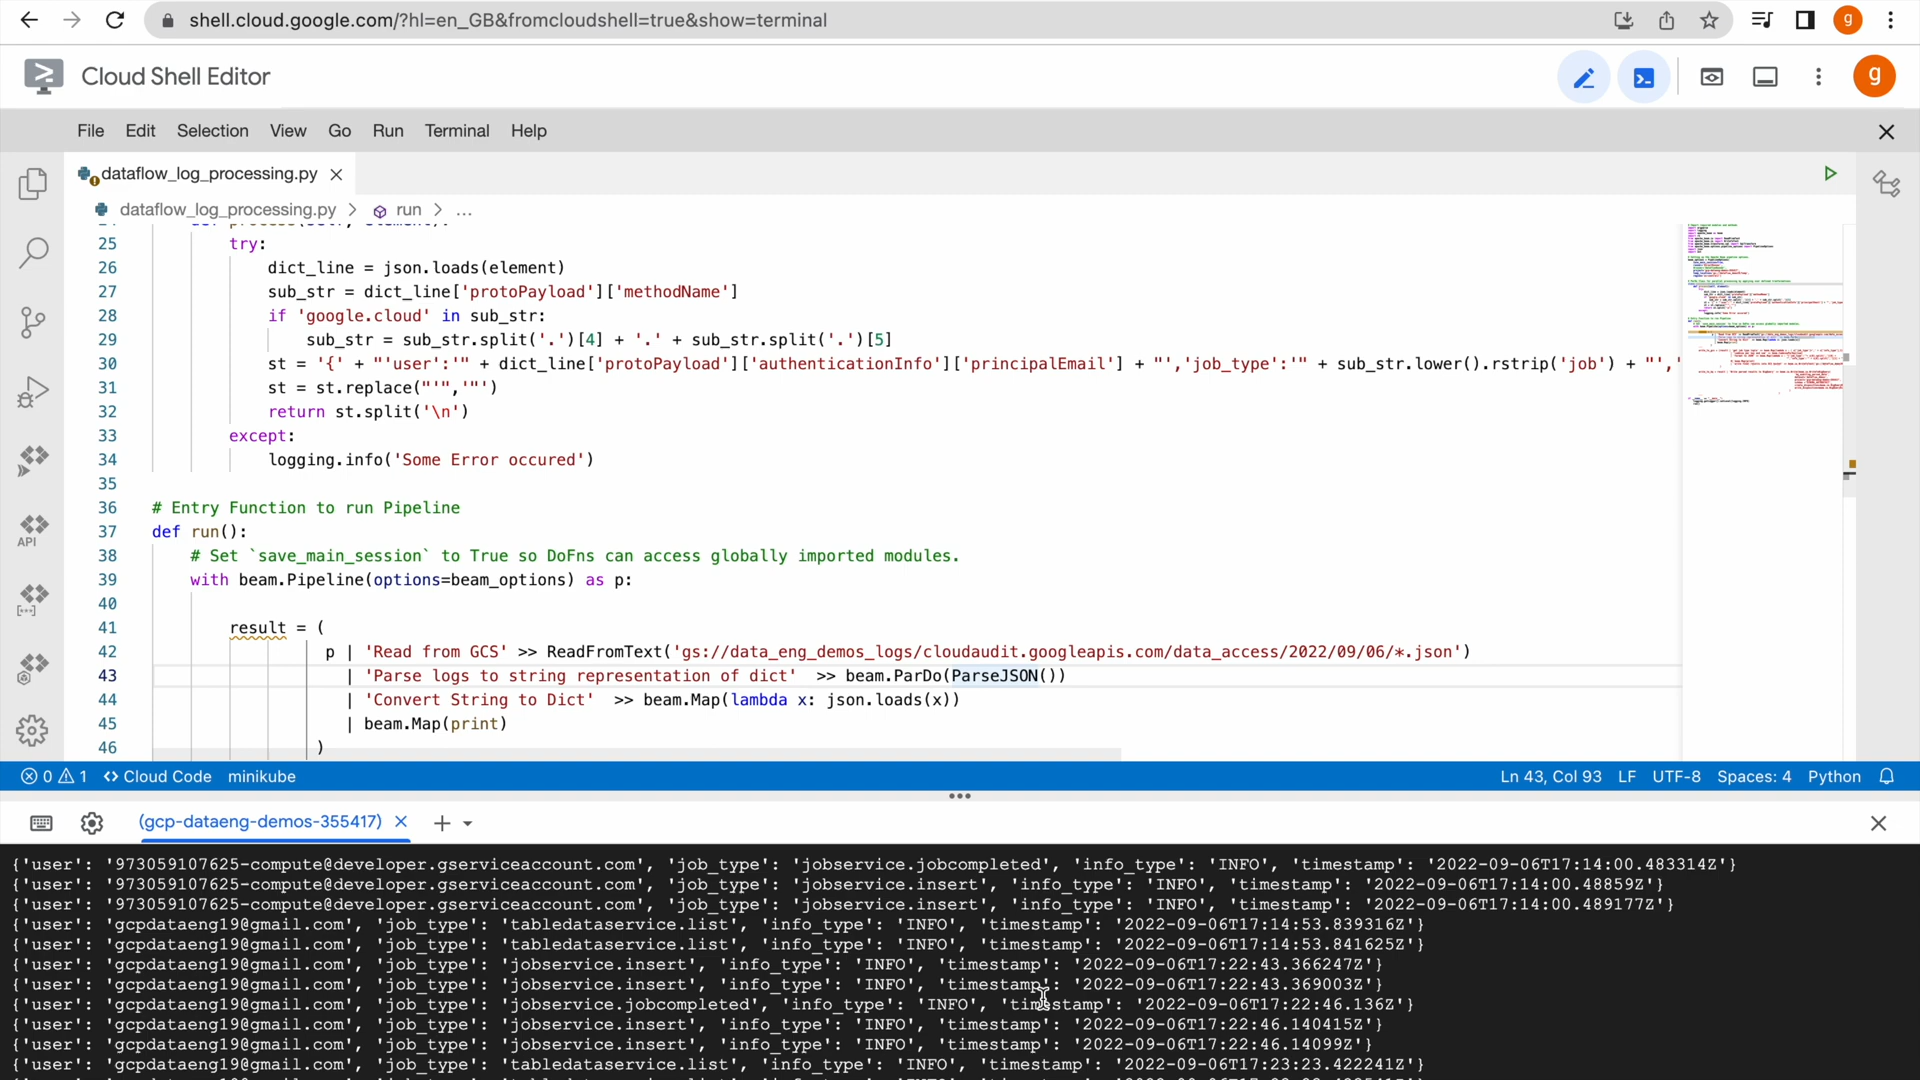 shell.cloud.google.com/?hl=en_GB&fromcloudshell=true&show=terminal
g
Cloud Shell Editor
g
File Edit Selection View Go Run Terminal Help
dataflow_log_processing.py
dataflow_log_processing.py > run > ...
25 try:
26 dict_line = json.loads(element)
27 sub_str = dict_line['protoPayload']['methodName']
28 if 'google.cloud' in sub_str:
29 sub_str = sub_str.split('.')[4] + '.' + sub_str.split('.')[5]
30 st = '{' + "'user':'" + dict_line['protoPayload']['authenticationInfo']['principalEmail'] + "','job_type':'" + sub_str.lower().rstrip('job') + "','
31 st = st.replace("'",'"')
32 return st.split('\n')
33 except:
34 logging.info('Some Error occured')
35
36 # Entry Function to run Pipeline
37 def run():
38 # Set `save_main_session` to True so DoFns can access globally imported modules.
39 with beam.Pipeline(options=beam_options) as p:
40
41 result = (
42 p | 'Read from GCS' >> ReadFromText('gs://data_eng_demos_logs/cloudaudit.googleapis.com/data_access/2022/09/06/*.json')
43 | 'Parse logs to string representation of dict' >> beam.ParDo(ParseJSON())
44 | 'Convert String to Dict' >> beam.Map(lambda x: json.loads(x))
45 | beam.Map(print)
46 )
API
0 1 Cloud Code minikube Ln 43, Col 93 LF UTF-8 Spaces: 4 Python
(gcp-dataeng-demos-355417)
{'user': '973059107625-compute@developer.gserviceaccount.com', 'job_type': 'jobservice.jobcompleted', 'info_type': 'INFO', 'timestamp': '2022-09-06T17:14:00.483314Z'}
{'user': '973059107625-compute@developer.gserviceaccount.com', 'job_type': 'jobservice.insert', 'info_type': 'INFO', 'timestamp': '2022-09-06T17:14:00.48859Z'}
{'user': '973059107625-compute@developer.gserviceaccount.com', 'job_type': 'jobservice.insert', 'info_type': 'INFO', 'timestamp': '2022-09-06T17:14:00.489177Z'}
{'user': 'gcpdataeng19@gmail.com', 'job_type': 'tabledataservice.list', 'info_type': 'INFO', 'timestamp': '2022-09-06T17:14:53.839316Z'}
{'user': 'gcpdataeng19@gmail.com', 'job_type': 'tabledataservice.list', 'info_type': 'INFO', 'timestamp': '2022-09-06T17:14:53.841625Z'}
{'user': 'gcpdataeng19@gmail.com', 'job_type': 'jobservice.insert', 'info_type': 'INFO', 'timestamp': '2022-09-06T17:22:43.366247Z'}
{'user': 'gcpdataeng19@gmail.com', 'job_type': 'jobservice.insert', 'info_type': 'INFO', 'timestamp': '2022-09-06T17:22:43.369003Z'}
{'user': 'gcpdataeng19@gmail.com', 'job_type': 'jobservice.jobcompleted', 'info_type': 'INFO', 'timestamp': '2022-09-06T17:22:46.136Z'}
{'user': 'gcpdataeng19@gmail.com', 'job_type': 'jobservice.insert', 'info_type': 'INFO', 'timestamp': '2022-09-06T17:22:46.140415Z'}
{'user': 'gcpdataeng19@gmail.com', 'job_type': 'jobservice.insert', 'info_type': 'INFO', 'timestamp': '2022-09-06T17:22:46.14099Z'}
{'user': 'gcpdataeng19@gmail.com', 'job_type': 'tabledataservice.list', 'info_type': 'INFO', 'timestamp': '2022-09-06T17:23:23.422241Z'}